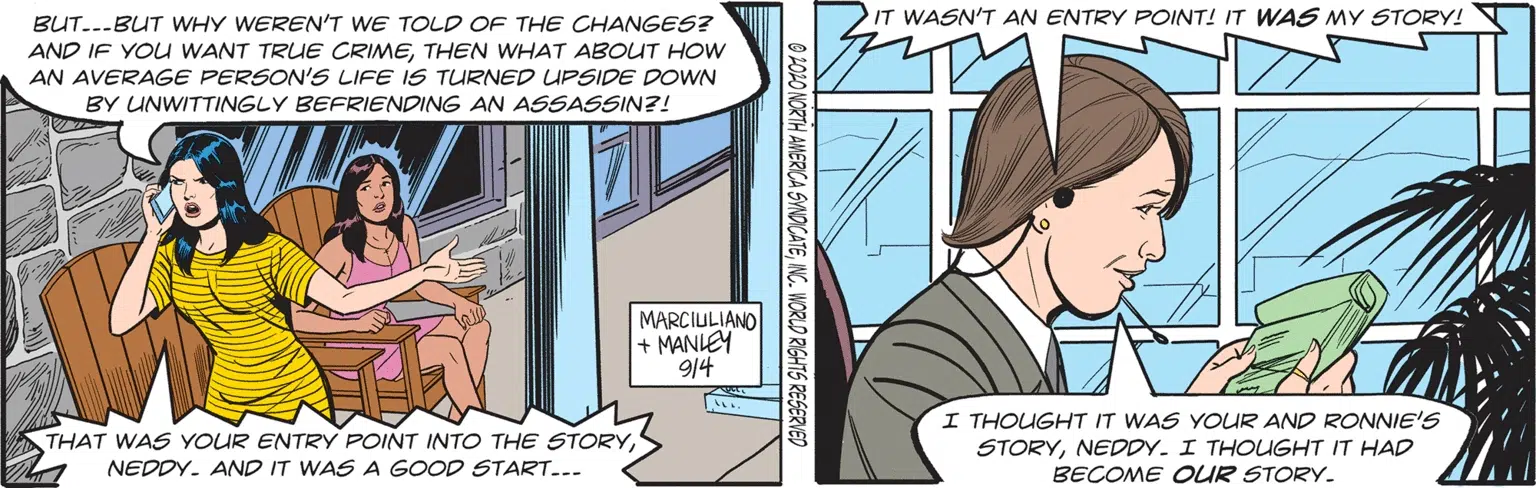 BUT...BUT WHY WEREN'T WE TOLD OF THE CHANGES?
AND IF YOU WANT TRUE CRIME, THEN WHAT ABOUT HOW
AN AVERAGE PERSON'S LIFE IS TURNED UPSIDE DOWN
BY UNWITTINGLY BEFRIENDING AN ASSASSIN?!
THAT WAS YOUR ENTRY POINT INTO THE STORY,
NEDDY. AND IT WAS A GOOD START...
MARCIULIANO
+ MANLEY
9/4
© 2020 NORTH AMERICA SYNDICATE, INC. WORLD RIGHTS RESERVED
IT WASN'T AN ENTRY POINT! IT WAS MY STORY!
I THOUGHT IT WAS YOUR AND RONNIE'S
STORY, NEDDY. I THOUGHT IT HAD
BECOME OUR STORY.